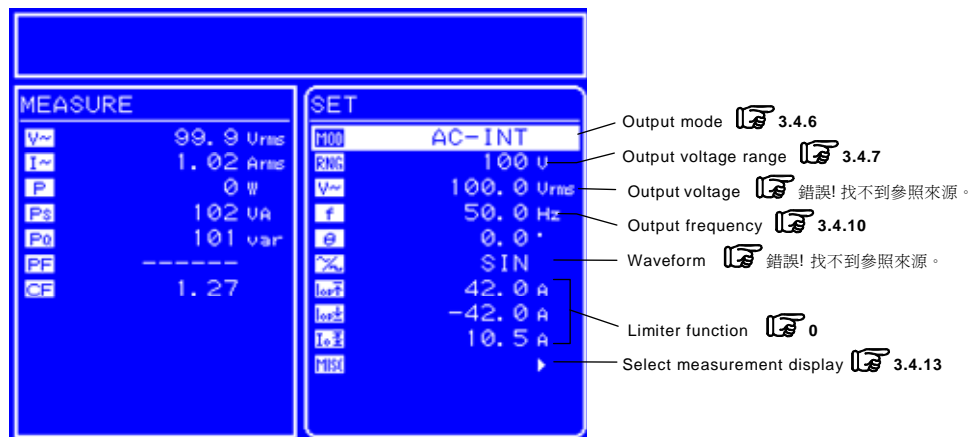 MEASURE
V~ 99.9 Vrms
I~ 1.02 Arms
P 0 W
PS 102 VA
PQ 101 var
PF ------
CF 1.27
SET
MOD AC-INT
RNG 100 V
V~ 100.0 Vrms
f 50.0 Hz
θ 0.0 °
SIN
42.0 A
-42.0 A
10.5 A
MISC
Output mode 3.4.6
Output voltage range 3.4.7
Output voltage 錯誤! 找不到參照來源。
Output frequency 3.4.10
Waveform 錯誤! 找不到參照來源。
Limiter function 0
Select measurement display 3.4.13